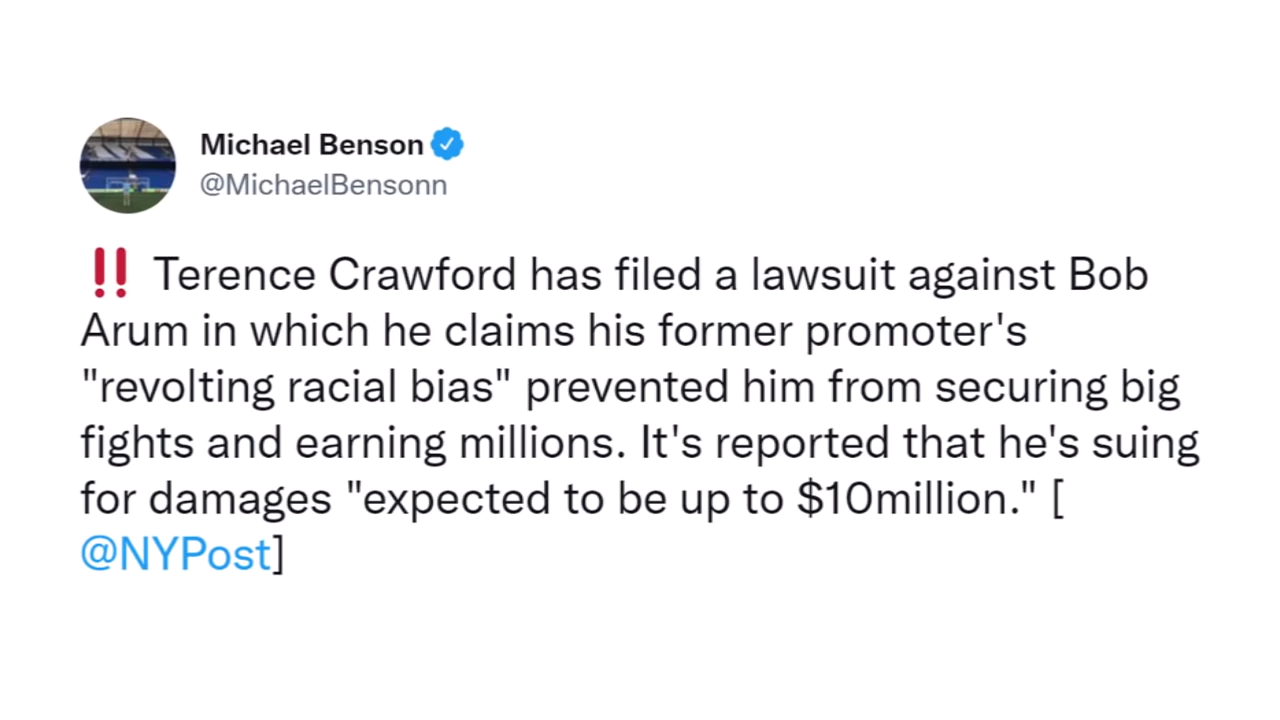 Michael Benson
@MichaelBensonn
‼️ Terence Crawford has filed a lawsuit against Bob
Arum in which he claims his former promoter's
"revolting racial bias" prevented him from securing big
fights and earning millions. It's reported that he's suing
for damages "expected to be up to $10million." [
@NYPost]